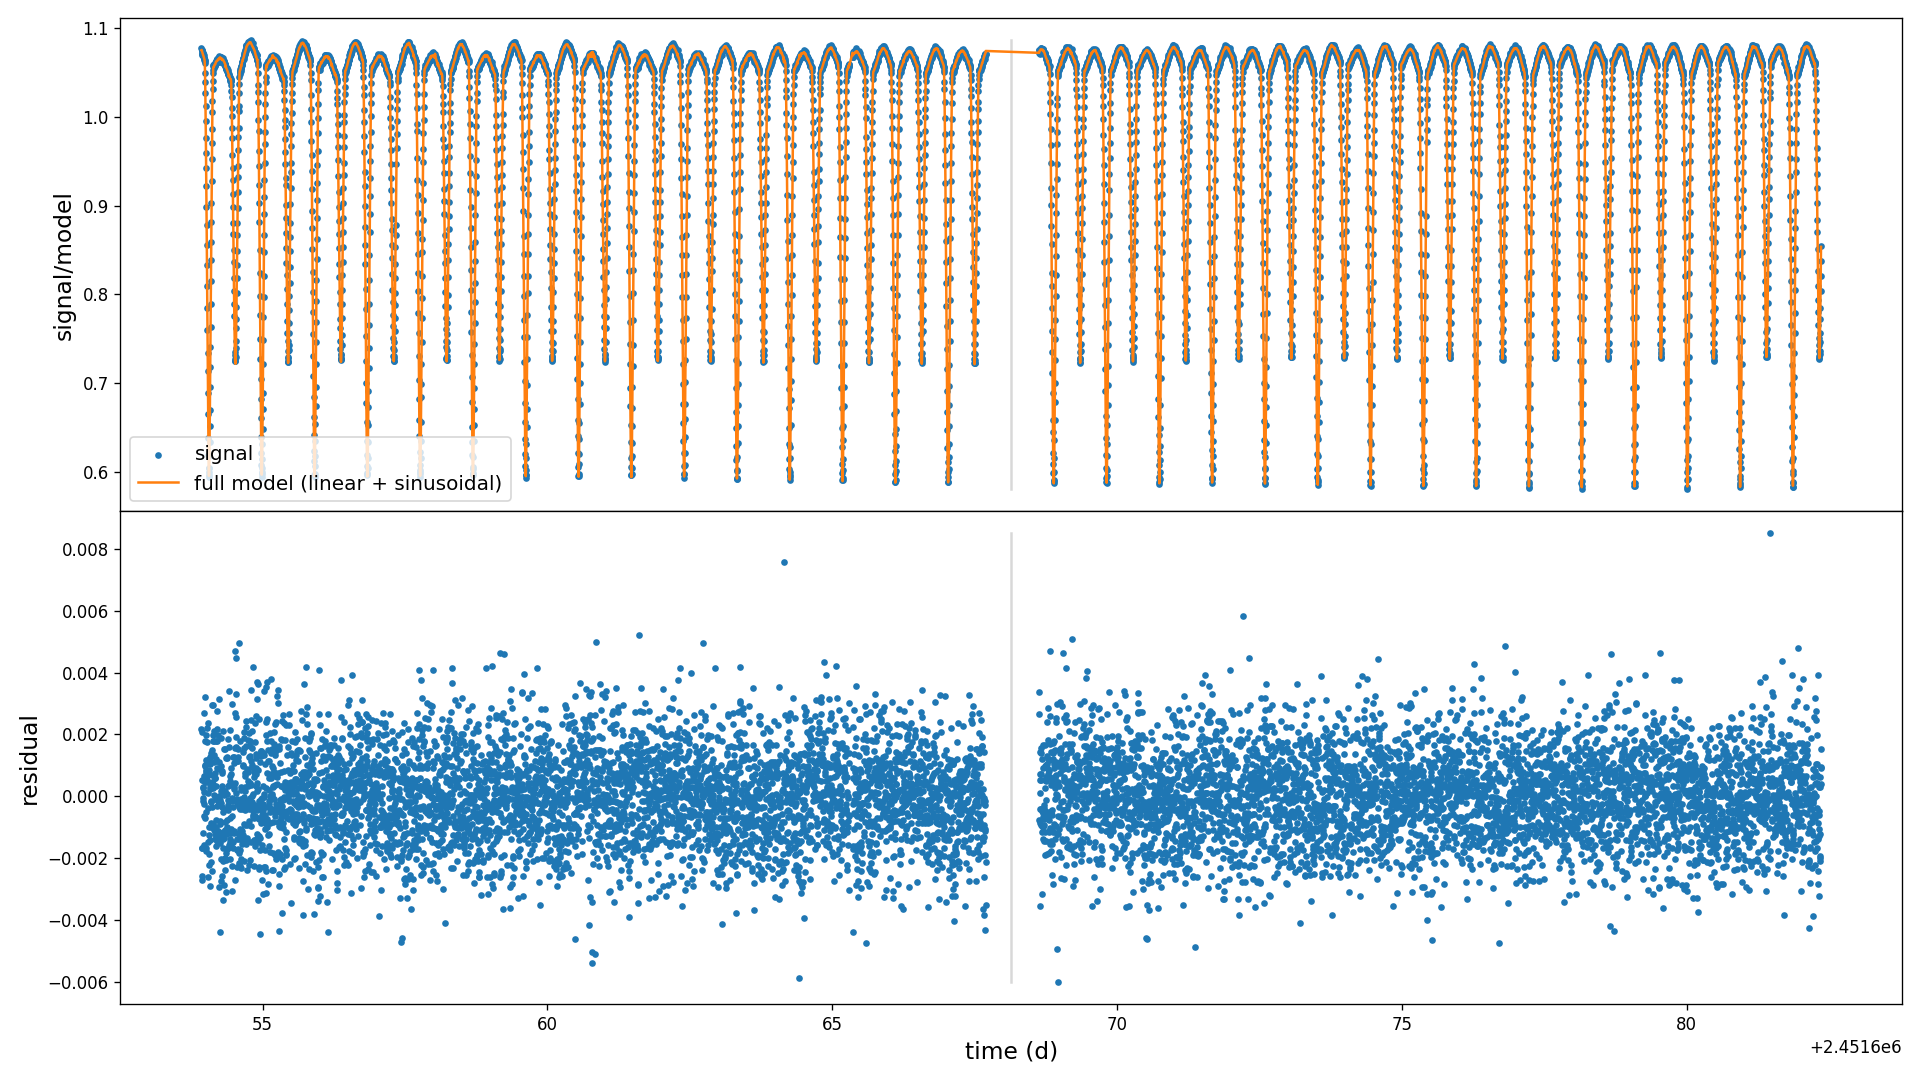 signal/model
1.1
1.0
0.9
0.8
0.7
0.6
signal
full model (linear + sinusoidal)
residual
0.008
0.006
0.004
0.002
0.000
−0.002
−0.004
−0.006
55 60 65 70 75 80
time (d)
+2.4516e6